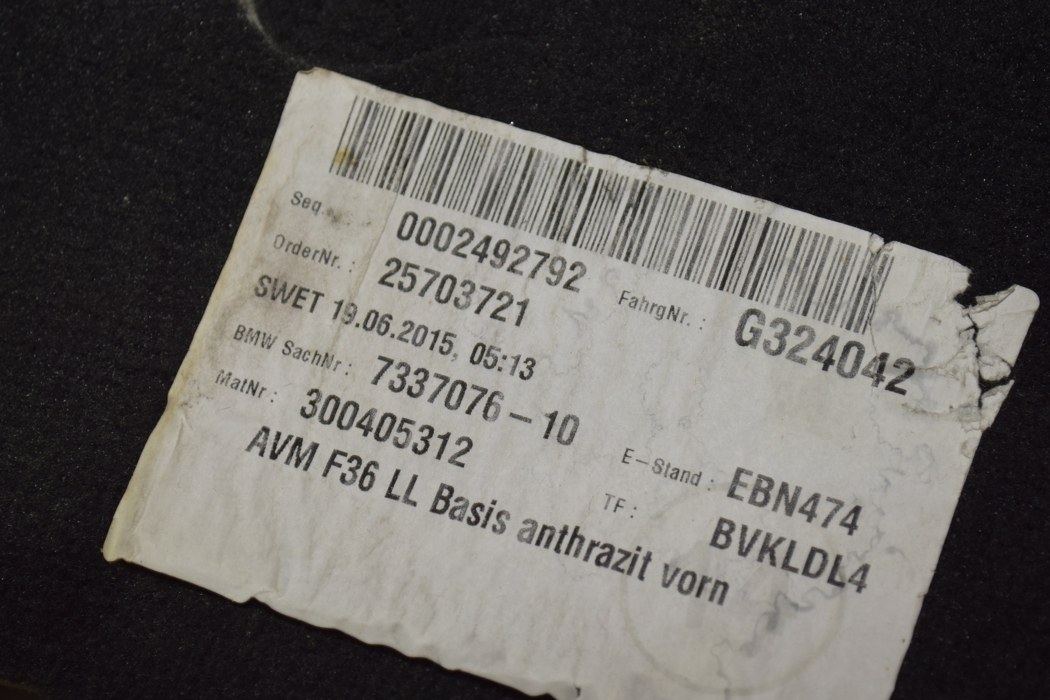 Seq. 0002492792
OrderNr. : 25703721 FahrgNr. : G324042
SWET 19.06.2015, 05:13
BMW SachNr : 7337076-10
MatNr : 300405312 E-Stand : EBN474
AVM F36 LL Basis anthrazit vorn TF : BVKLDL4